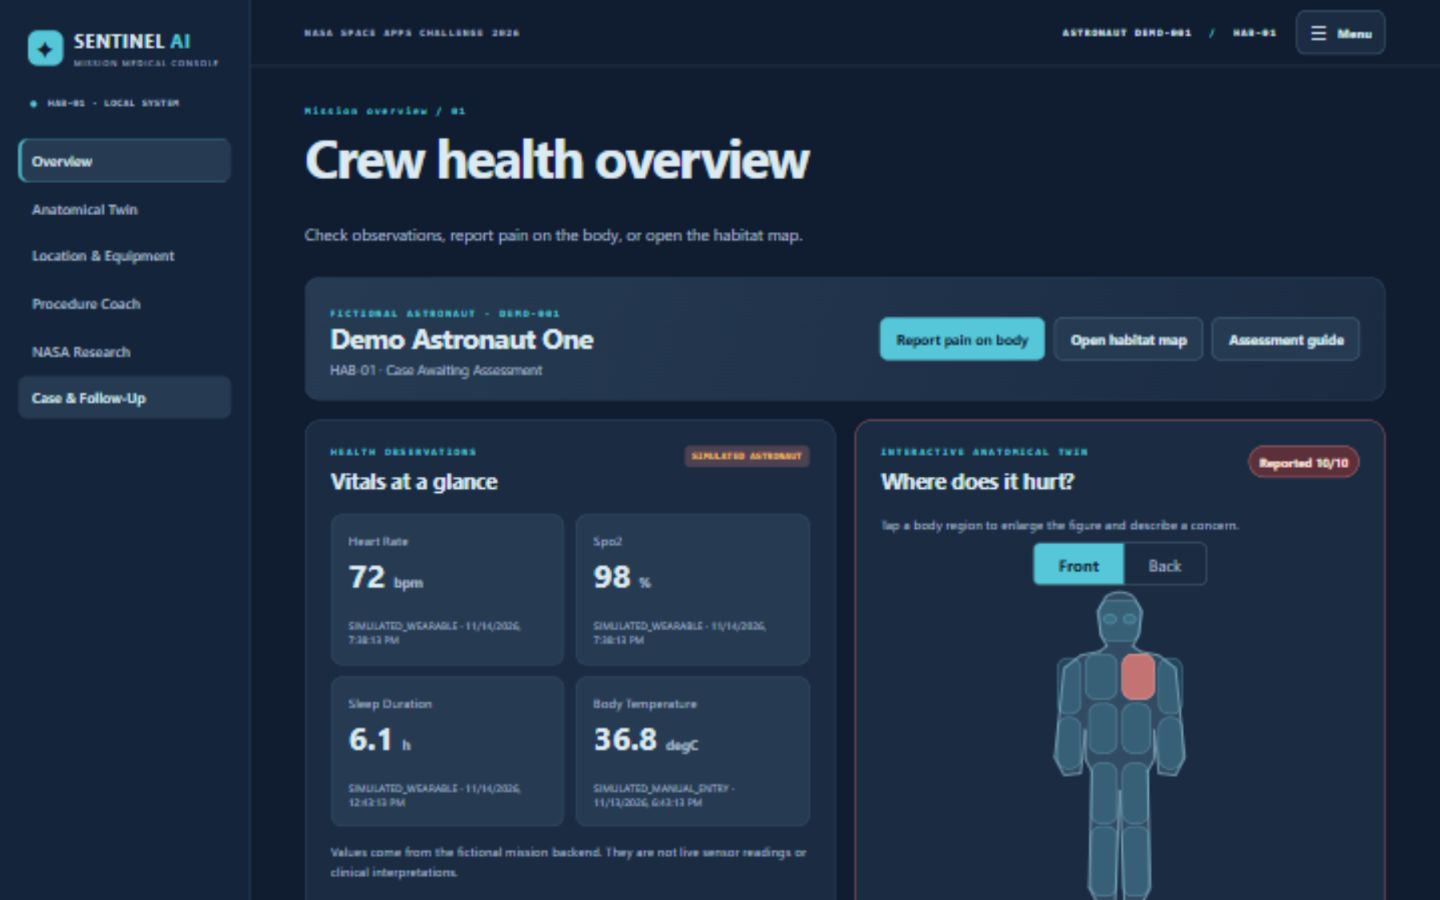 SENTINEL AI
MISSION MEDICAL CONSOLE
HAB-01 · LOCAL SYSTEM
Overview
Anatomical Twin
Location & Equipment
Procedure Coach
NASA Research
Case & Follow-Up
NASA SPACE APPS CHALLENGE 2026
ASTRONAUT DEMO-001 / HAB-01
Menu
Mission overview / 01
Crew health overview
Check observations, report pain on the body, or open the habitat map.
FICTIONAL ASTRONAUT · DEMO-001
Demo Astronaut One
HAB-01 · Case Awaiting Assessment
Report pain on body
Open habitat map
Assessment guide
HEALTH OBSERVATIONS
SIMULATED ASTRONAUT
Vitals at a glance
Heart Rate
72 bpm
SIMULATED_WEARABLE · 11/14/2026,
7:38:13 PM
Spo2
98 %
SIMULATED_WEARABLE · 11/14/2026,
7:38:13 PM
Sleep Duration
6.1 h
SIMULATED_WEARABLE · 11/14/2026,
12:43:13 PM
Body Temperature
36.8 degC
SIMULATED_MANUAL_ENTRY ·
11/13/2026, 6:43:13 PM
Values come from the fictional mission backend. They are not live sensor readings or
clinical interpretations.
INTERACTIVE ANATOMICAL TWIN
Where does it hurt?
Reported 10/10
Tap a body region to enlarge the figure and describe a concern.
Front
Back